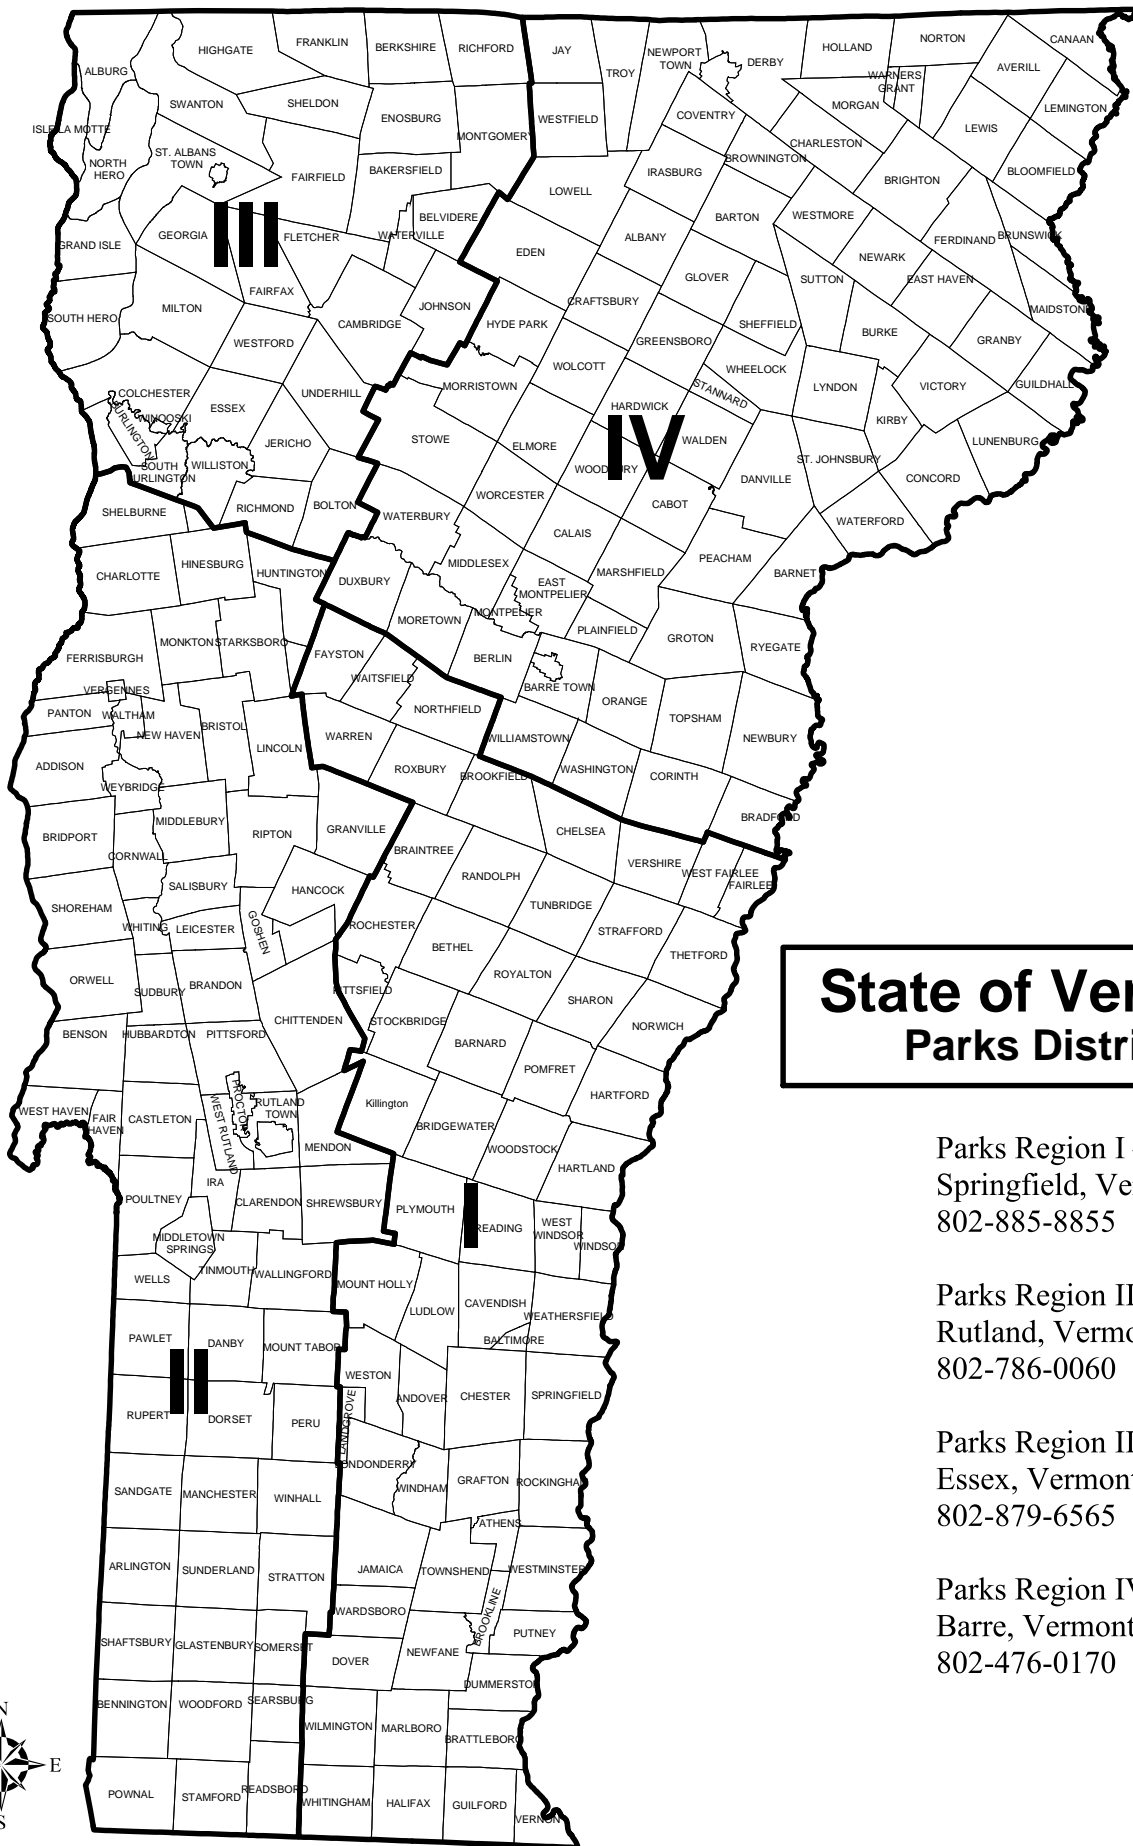 HIGHGATE
FRANKLIN
BERKSHIRE
RICHFORD
JAY
TROY
NEWPORT
TOWN
DERBY
HOLLAND
NORTON
CANAAN
AVERILL
WARNERS
GRANT
ALBURG
SWANTON
SHELDON
ENOSBURG
MONTGOMERY
WESTFIELD
COVENTRY
MORGAN
LEMINGTON
LEWIS
ISLE LA MOTTE
CHARLESTON
BROWNINGTON
BLOOMFIELD
NORTH
HERO
ST. ALBANS
TOWN
FAIRFIELD
BAKERSFIELD
LOWELL
IRASBURG
BRIGHTON
GRAND ISLE
GEORGIA
III
FLETCHER
WATERVILLE
BELVIDERE
EDEN
ALBANY
BARTON
WESTMORE
NEWARK
FERDINAND
BRUNSWICK
FAIRFAX
GLOVER
SUTTON
EAST HAVEN
SOUTH HERO
MILTON
CAMBRIDGE
JOHNSON
HYDE PARK
CRAFTSBURY
SHEFFIELD
BURKE
GRANBY
MAIDSTONE
WESTFORD
GREENSBORO
WHEELOCK
WOLCOTT
COLCHESTER
UNDERHILL
MORRISTOWN
STANNARD
LYNDON
VICTORY
GUILDHALL
WINOOSKI
BURLINGTON
ESSEX
HARDWICK
KIRBY
IV
JERICHO
STOWE
ELMORE
WALDEN
LUNENBURG
SOUTH
BURLINGTON
WILLISTON
WOODBURY
ST. JOHNSBURY
DANVILLE
CONCORD
SHELBURNE
RICHMOND
BOLTON
WATERBURY
WORCESTER
CABOT
WATERFORD
CALAIS
CHARLOTTE
HINESBURG
HUNTINGTON
DUXBURY
MIDDLESEX
MARSHFIELD
PEACHAM
BARNET
EAST
MONTPELIER
MORETOWN
MONTPELIER
PLAINFIELD
GROTON
RYEGATE
FERRISBURGH
MONKTON
STARKSBORO
FAYSTON
WAITSFIELD
BERLIN
BARRE TOWN
ORANGE
TOPSHAM
VERGENNES
PANTON
WALTHAM
NEW HAVEN
BRISTOL
LINCOLN
WARREN
NORTHFIELD
WILLIAMSTOWN
NEWBURY
ADDISON
WEYBRIDGE
ROXBURY
BROOKFIELD
WASHINGTON
CORINTH
BRIDPORT
MIDDLEBURY
RIPTON
GRANVILLE
CHELSEA
BRADFORD
CORNWALL
BRAINTREE
RANDOLPH
VERSHIRE
WEST FAIRLEE
FAIRLEE
SALISBURY
HANCOCK
SHOREHAM
WHITING
LEICESTER
GOSHEN
ROCHESTER
TUNBRIDGE
STRAFFORD
BETHEL
THETFORD
ORWELL
SUDBURY
BRANDON
PITTSFIELD
ROYALTON
SHARON
BENSON
HUBBARDTON
PITTSFORD
CHITTENDEN
STOCKBRIDGE
BARNARD
NORWICH
State of Ver
Parks Distri
POMFRET
HARTFORD
WEST HAVEN
FAIR
HAVEN
CASTLETON
PROCTOR
WEST RUTLAND
RUTLAND
TOWN
MENDON
Killington
BRIDGEWATER
WOODSTOCK
HARTLAND
POULTNEY
IRA
CLARENDON
SHREWSBURY
PLYMOUTH
I
READING
WEST
WINDSOR
WINDSOR
MIDDLETOWN
SPRINGS
WELLS
TINMOUTH
WALLINGFORD
MOUNT HOLLY
LUDLOW
CAVENDISH
WEATHERSFIELD
BALTIMORE
PAWLET
DANBY
MOUNT TABOR
WESTON
ANDOVER
CHESTER
SPRINGFIELD
II
RUPERT
DORSET
PERU
LANDGROVE
LONDONDERRY
WINDHAM
GRAFTON
ROCKINGHAM
SANDGATE
MANCHESTER
WINHALL
ATHENS
ARLINGTON
SUNDERLAND
STRATTON
JAMAICA
TOWNSHEND
WESTMINSTER
WARDSBORO
BROOKLINE
SHAFTSBURY
GLASTENBURY
SOMERSET
DOVER
NEWFANE
PUTNEY
DUMMERSTON
BENNINGTON
WOODFORD
SEARSBURG
WILMINGTON
MARLBORO
BRATTLEBORO
POWNAL
STAMFORD
READSBORO
WHITINGHAM
HALIFAX
GUILFORD
VERNON
Parks Region I
Springfield, Ve
802-885-8855
Parks Region II
Rutland, Vermo
802-786-0060
Parks Region II
Essex, Vermont
802-879-6565
Parks Region IV
Barre, Vermont
802-476-0170
N
E
S